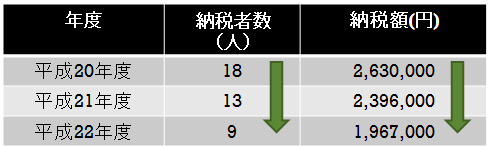 年度 納税者数(人) 納税額(円)
平成20年度 18 2,630,000
平成21年度 13 2,396,000
平成22年度 9 1,967,000